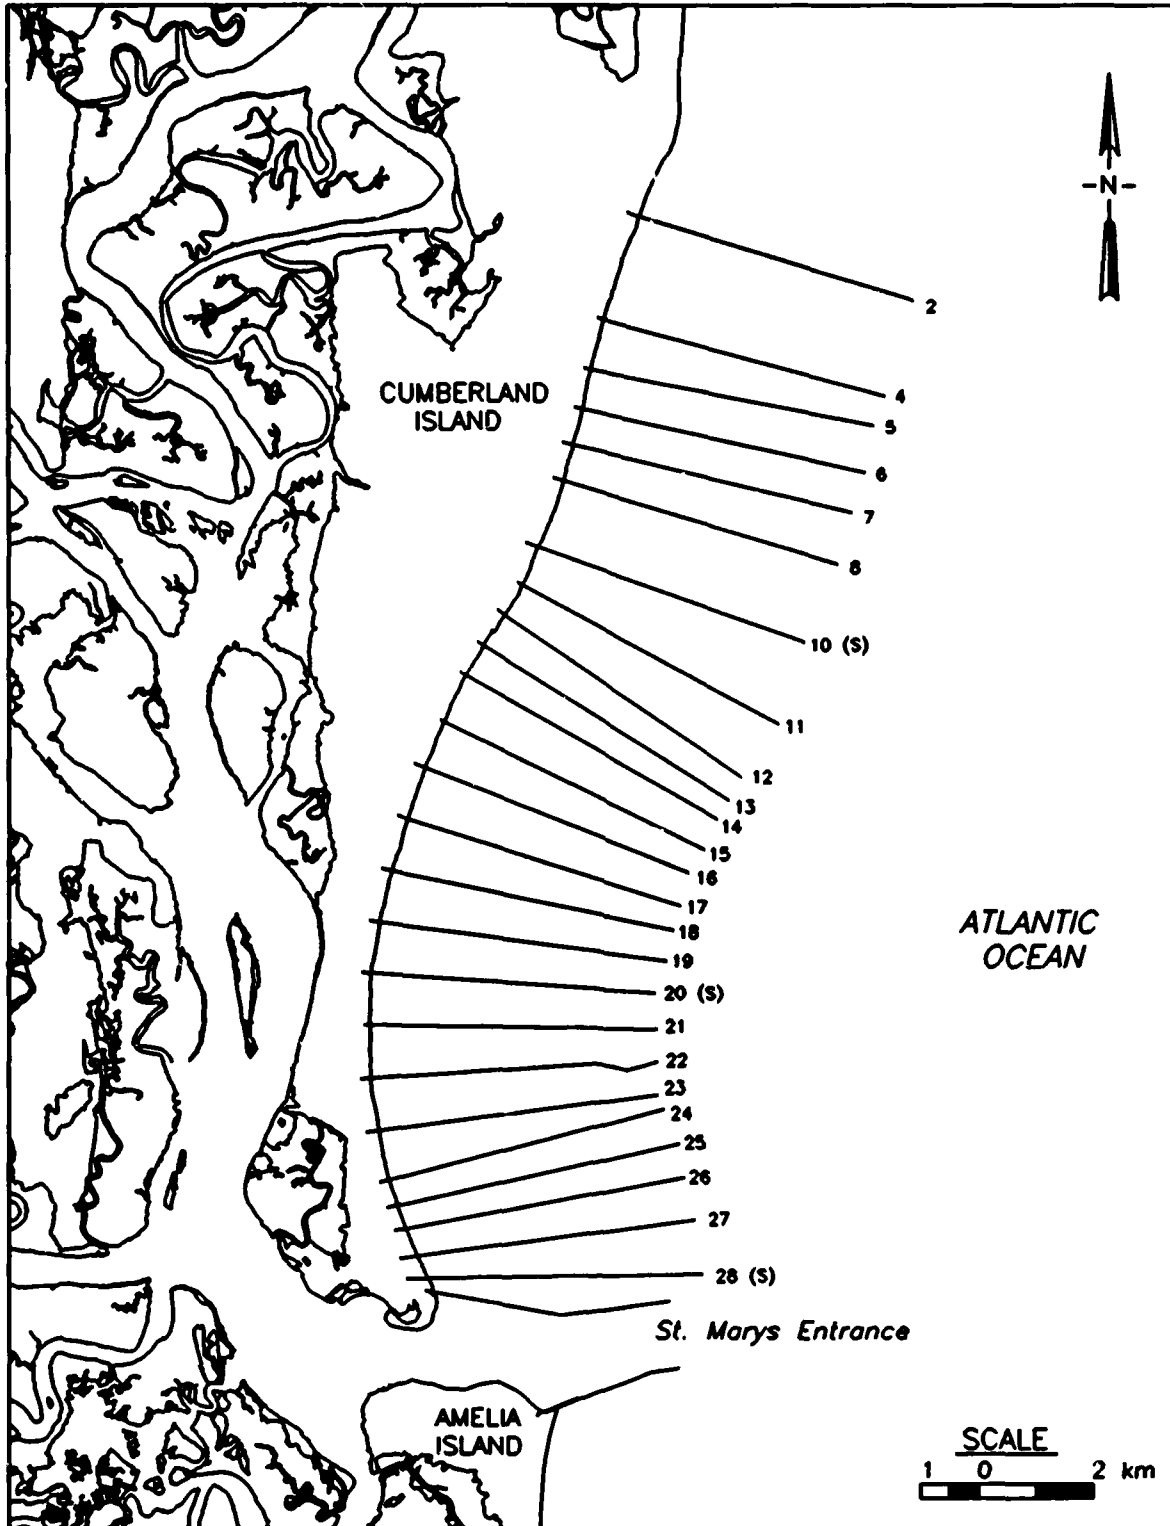 -N-
2
CUMBERLAND
ISLAND
4
5
6
7
8
10 (S)
11
12
13
14
15
16
17
18
ATLANTIC
OCEAN
19
20 (S)
21
22
23
24
25
26
27
28 (S)
St. Marys Entrance
AMELIA
ISLAND
SCALE
1 0 2 km